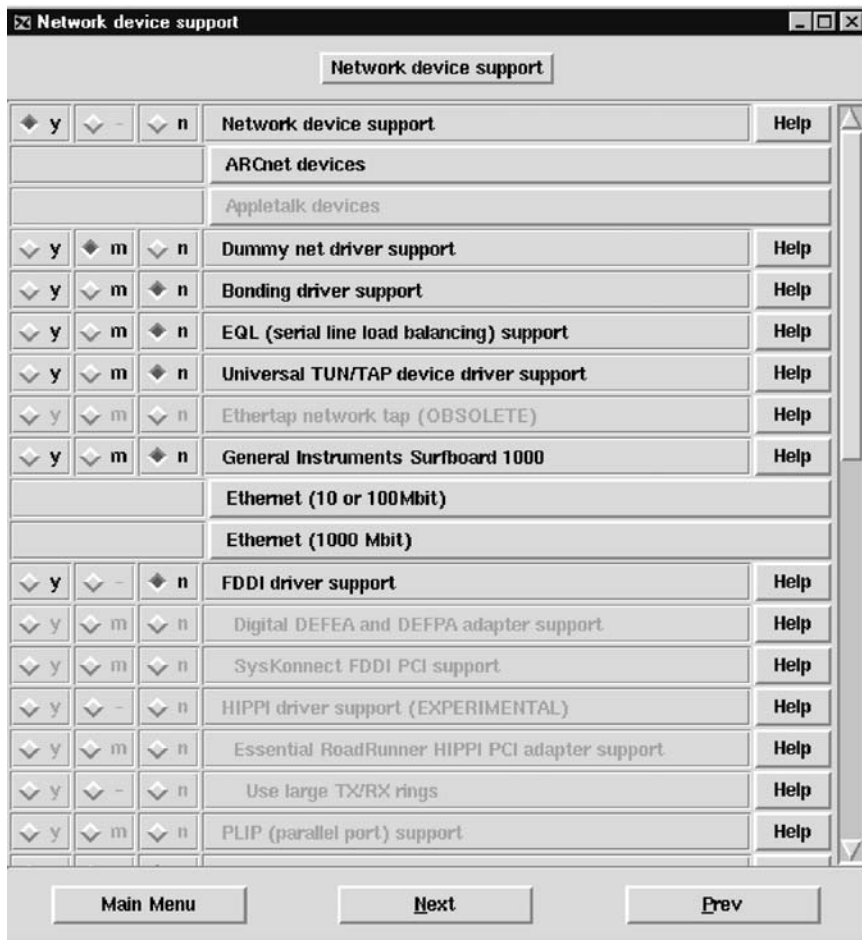 Network device support
Network device support
y - n Network device support Help
ARCnet devices
Appletalk devices
y m n Dummy net driver support Help
y m n Bonding driver support Help
y m n EQL (serial line load balancing) support Help
y m n Universal TUN/TAP device driver support Help
y m n Ethertap network tap (OBSOLETE) Help
y m n General Instruments Surfboard 1000 Help
Ethernet (10 or 100Mbit)
Ethernet (1000 Mbit)
y - n FDDI driver support Help
y m n Digital DEFEA and DEFPA adapter support Help
y m n SysKonnect FDDI PCI support Help
y - n HIPPI driver support (EXPERIMENTAL) Help
y m n Essential RoadRunner HIPPI PCI adapter support Help
y - n Use large TX/RX rings Help
y m n PLIP (parallel port) support Help
Main Menu Next Prev